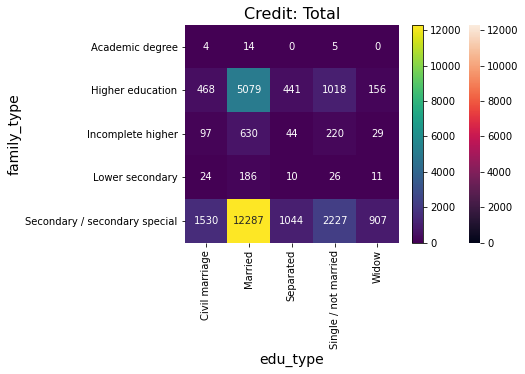 Credit: Total
family_type
Academic degree 4 14 0 5 0
Higher education 468 5079 441 1018 156
Incomplete higher 97 630 44 220 29
Lower secondary 24 186 10 26 11
Secondary / secondary special 1530 12287 1044 2227 907
Civil marriage
Married
Separated
Single / not married
Widow
edu_type
12000
10000
8000
6000
4000
2000
0
12000
10000
8000
6000
4000
2000
0